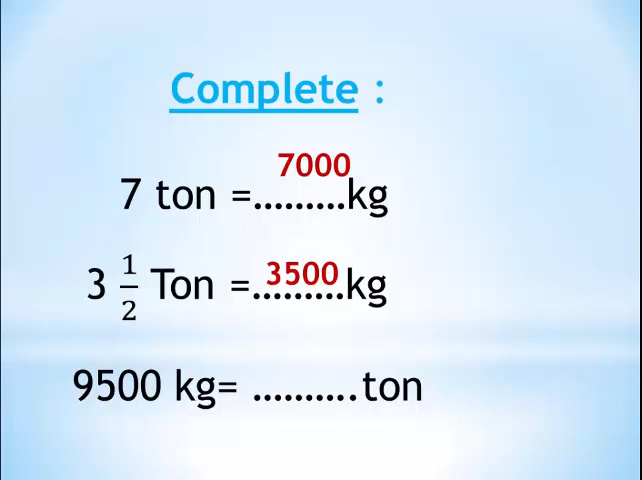 Complete :
7000
7 ton =.........kg
3 1/2 Ton =.........kg
3500
9500 kg= ..........ton